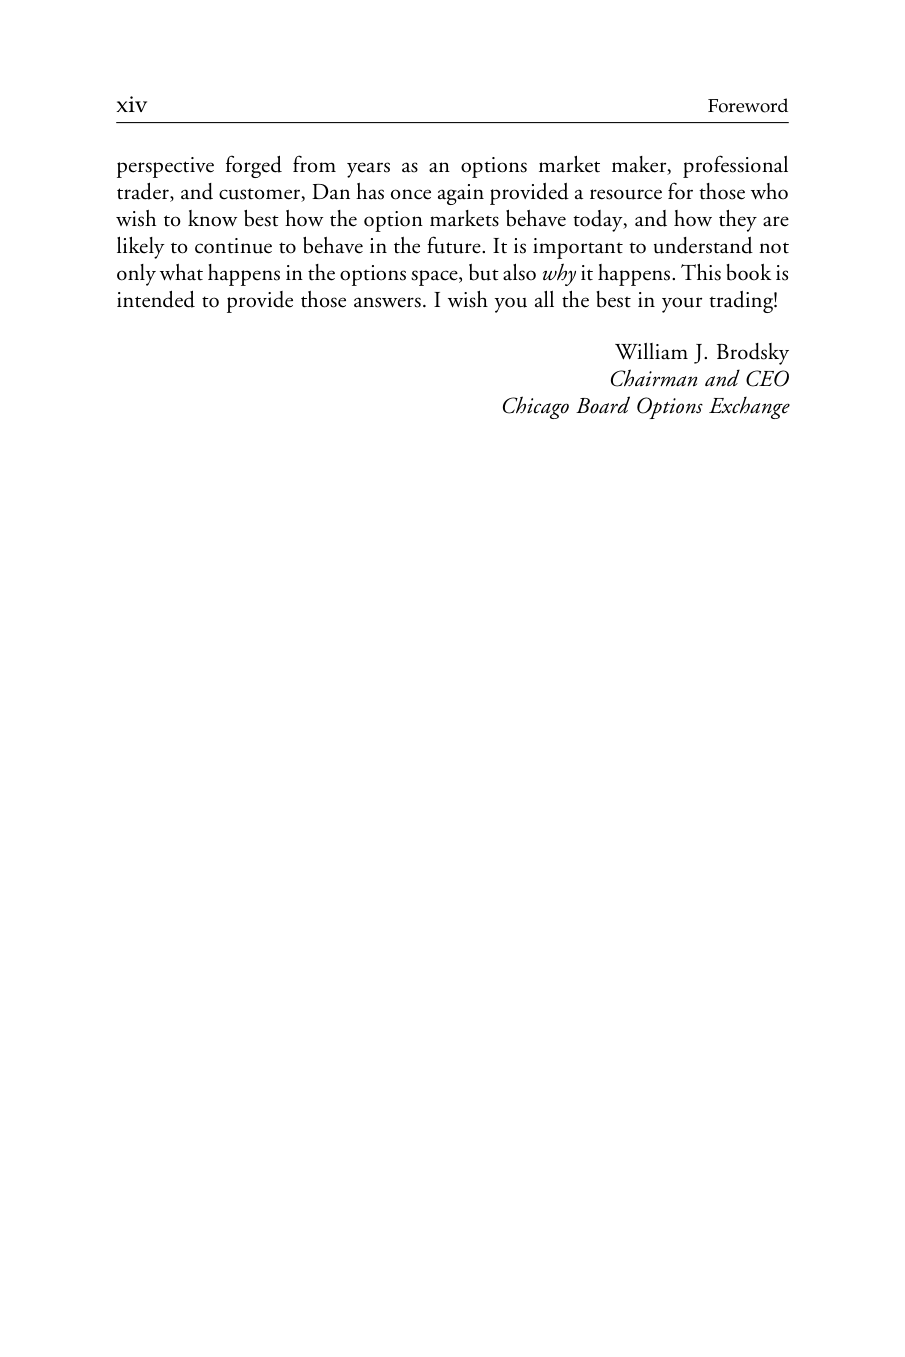 xiv Foreword
perspective forged from years as an options market maker, professional
trader, and customer, Dan has once again provided a resource for those who
wish to know best how the option markets behave today, and how they are
likely to continue to behave in the future. It is important to understand not
only what happens in the options space, but also why it happens. This book is
intended to provide those answers. I wish you all the best in your trading!
William J. Brodsky
Chairman and CEO
Chicago Board Options Exchange